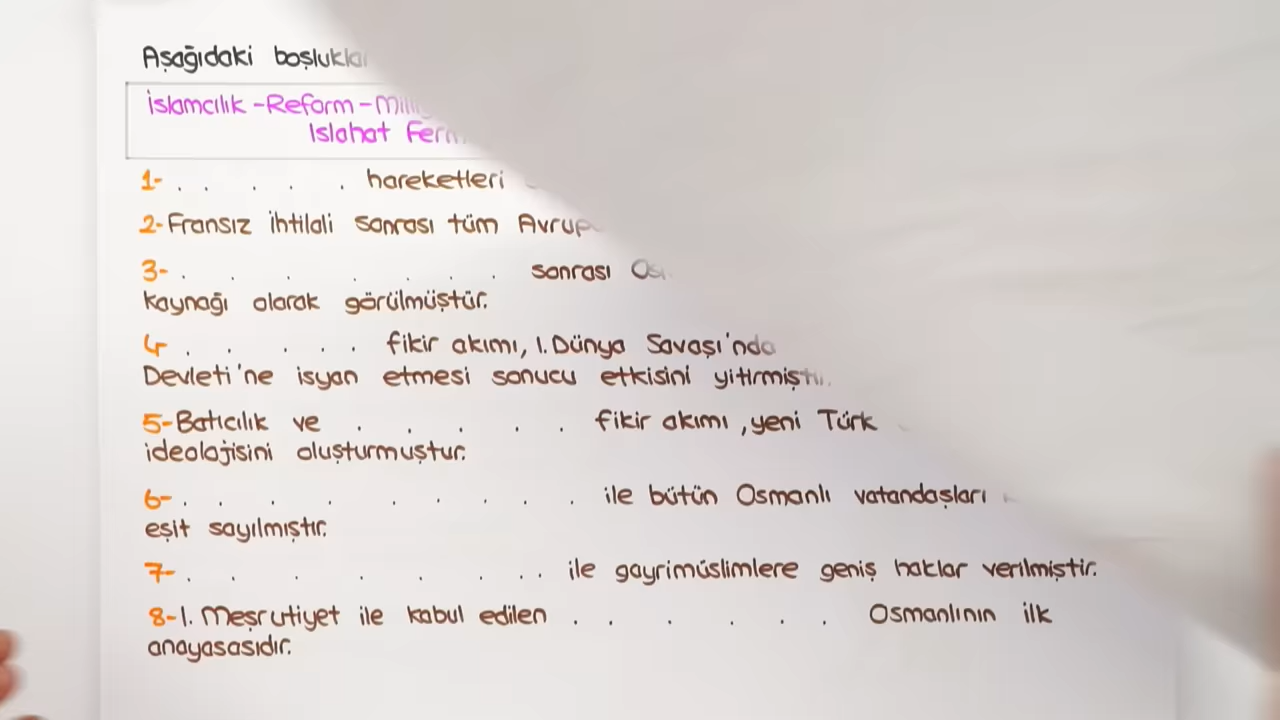 Aşağıdaki
İslamcılık - Reform -
Islahat
1- . . . . . hareketleri
2- Fransız ihtilali sonrası tüm
3- . . . . . . . sonrası
kaynağı olarak görülmüştür.
4 . . . . . fikir akımı, I. Dünya Savaşı'nda
Devleti'ne isyan etmesi sonucu etkisini
5- Batıcılık ve . . . . . fikir akımı, yeni Türk
ideolojisini oluşturmuştur.
6- . . . . . . . . . ile bütün Osmanlı vatandaşları
eşit sayılmıştır.
7- . . . . . . . . ile gayrimüslimlere geniş haklar verilmiştir.
8- I. Meşrutiyet ile kabul edilen . . . . . . Osmanlının ilk
anayasasıdır.